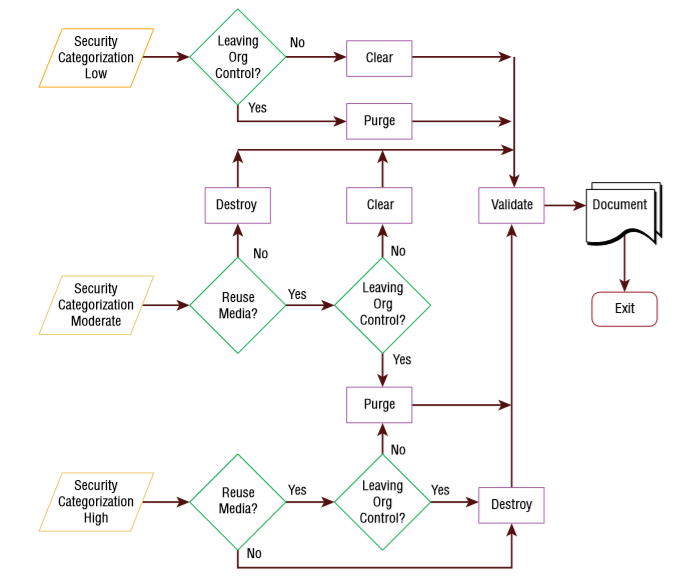 Security
Categorization
Low
Leaving
Org
Control?
No
Clear
Yes
Purge
Destroy
Clear
Validate
Document
No
No
Security
Categorization
Moderate
Reuse
Media?
Yes
Leaving
Org
Control?
Exit
Yes
Purge
No
Security
Categorization
High
Reuse
Media?
Yes
Leaving
Org
Control?
Yes
Destroy
No